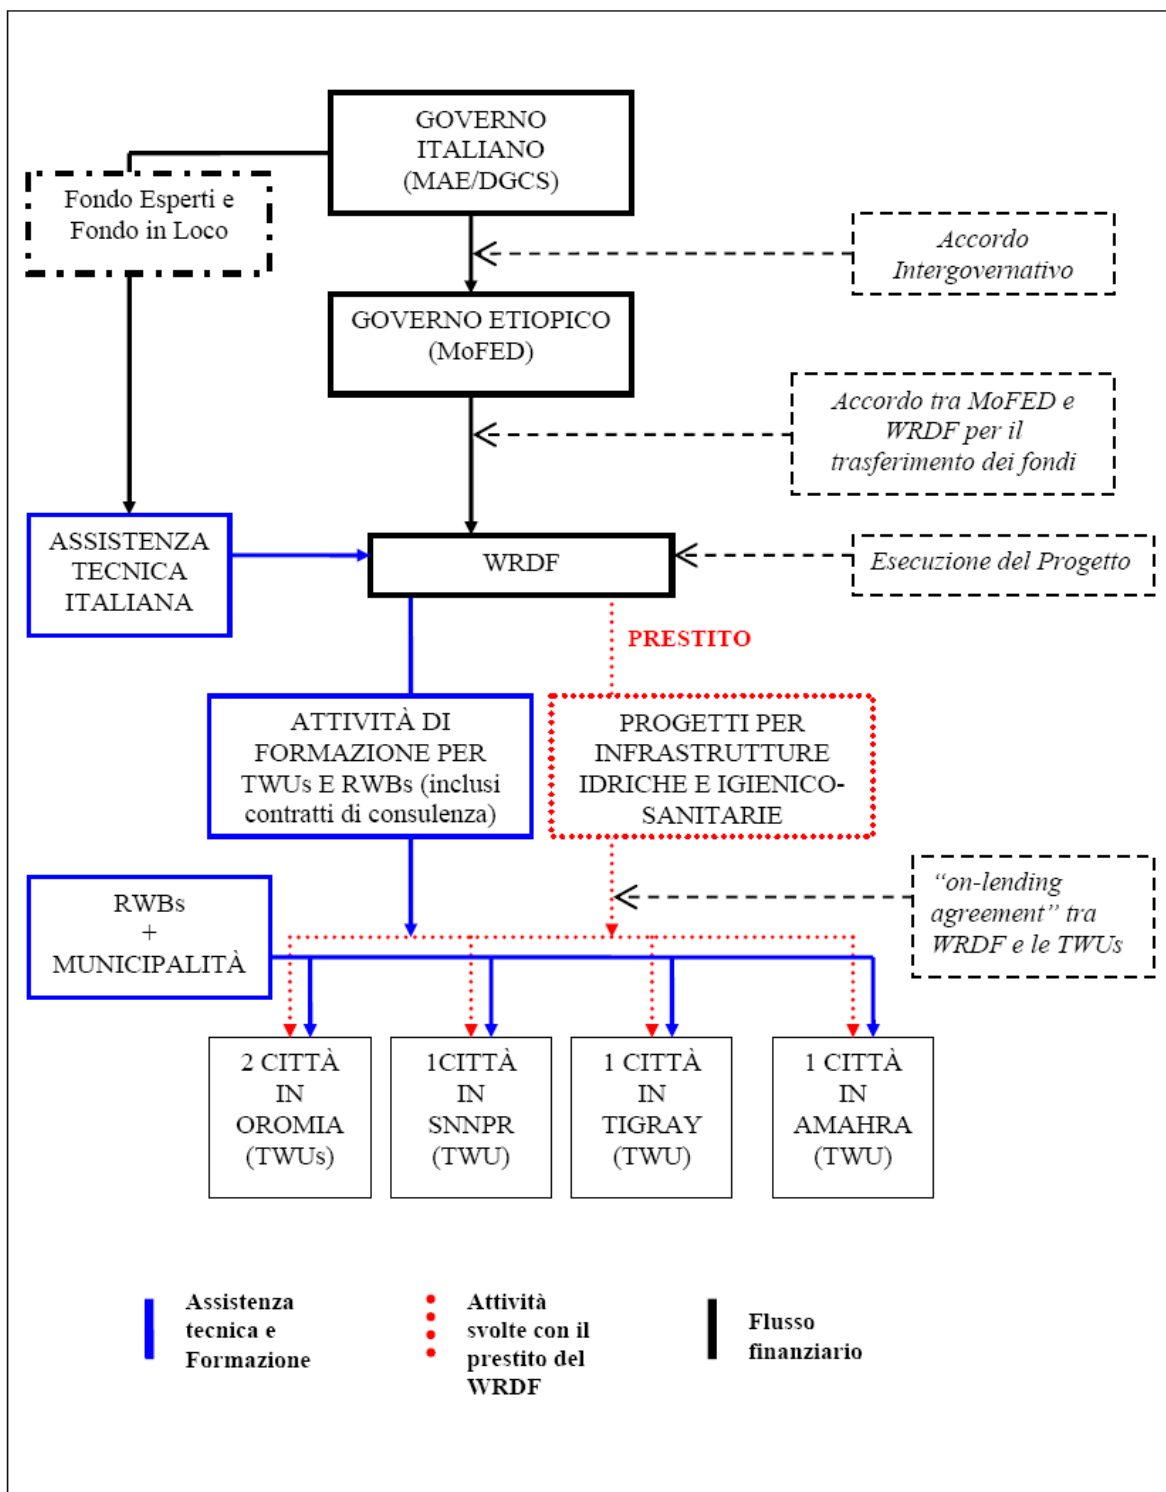 GOVERNO
ITALIANO
(MAE/DGCS)
Fondo Esperti e
Fondo in Loco
Accordo
Intergovernativo
GOVERNO ETIOPICO
(MoFED)
Accordo tra MoFED e
WRDF per il
trasferimento dei fondi
ASSISTENZA
TECNICA
ITALIANA
WRDF
Esecuzione del Progetto
PRESTITO
ATTIVITÀ DI
FORMAZIONE PER
TWUs E RWBs (inclusi
contratti di consulenza)
PROGETTI PER
INFRASTRUTTURE
IDRICHE E IGIENICO-
SANITARIE
"on-lending
agreement" tra
WRDF e le TWUs
RWBs
+
MUNICIPALITÀ
2 CITTÀ
IN
OROMIA
(TWUs)
1CITTÀ
IN
SNNPR
(TWU)
1 CITTÀ
IN
TIGRAY
(TWU)
1 CITTÀ
IN
AMAHRA
(TWU)
Assistenza
tecnica e
Formazione
Attività
svolte con il
prestito del
WRDF
Flusso
finanziario